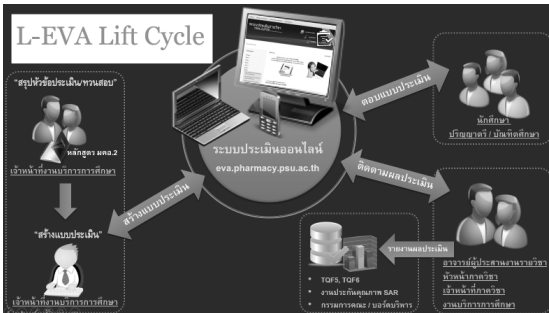 L-EVA Lift Cycle
"สรุปหัวข้อประเมิน/ทวนสอบ"
หลักสูตร มคอ.2
เจ้าหน้าที่งานบริการการศึกษา
สร้างแบบประเมิน
"สร้างแบบประเมิน"
เจ้าหน้าที่งานบริการการศึกษา
ระบบประเมินออนไลน์
eva.pharmacy.psu.ac.th
ตอบแบบประเมิน
นักศึกษา
ปริญญาตรี / บัณฑิตศึกษา
ติดตามผลประเมิน
อาจารย์ผู้ประสานงานรายวิชา
หัวหน้าภาควิชา
เจ้าหน้าที่ภาควิชา
งานบริการการศึกษา
รายงานผลประเมิน
• TQF5, TQF6
• งานประกันคุณภาพ SAR
• กรรมการคณะ / บอร์ดบริหาร